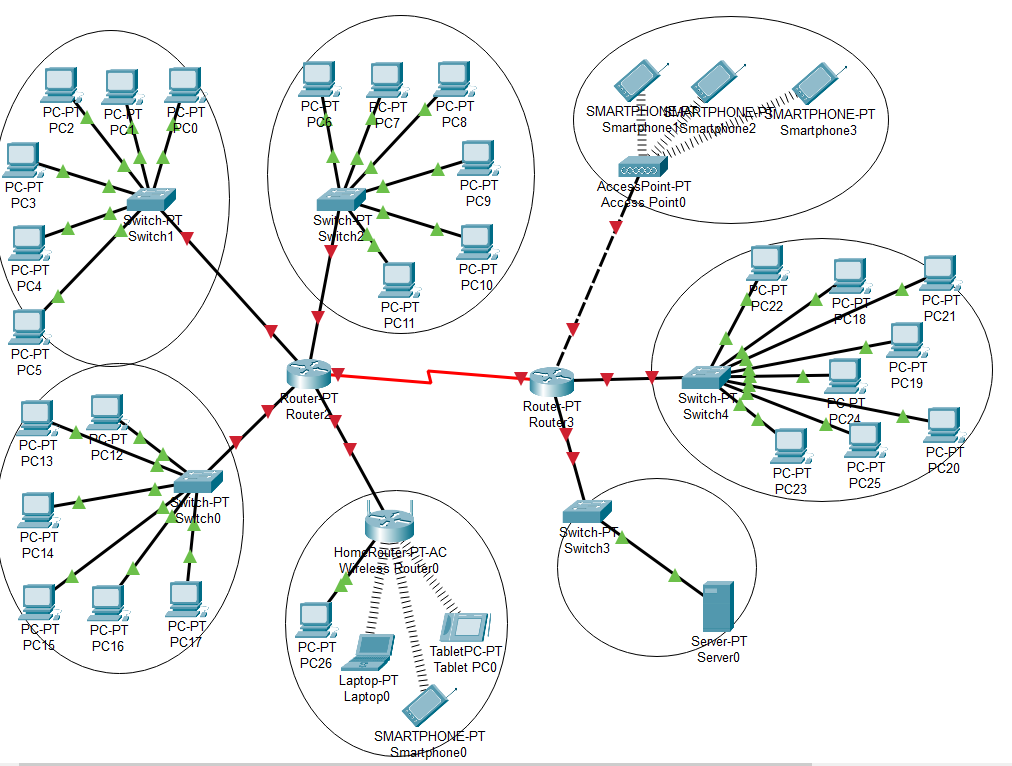 PC-PT
PC2
PC-PT
PC1
PC-PT
PC0
PC-PT
PC3
PC-PT
PC4
PC-PT
PC5
Switch-PT
Switch1
PC-PT
PC6
PC-PT
PC7
PC-PT
PC8
PC-PT
PC9
PC-PT
PC10
PC-PT
PC11
Switch-PT
Switch2
SMARTPHONE-PT
Smartphone1
SMARTPHONE-PT
Smartphone2
SMARTPHONE-PT
Smartphone3
AccessPoint-PT
Access Point0
PC-PT
PC22
PC-PT
PC18
PC-PT
PC21
PC-PT
PC19
PC-PT
PC24
PC-PT
PC20
PC-PT
PC25
PC-PT
PC23
Switch-PT
Switch4
Router-PT
Router2
Router-PT
Router3
PC-PT
PC13
PC-PT
PC12
PC-PT
PC14
PC-PT
PC15
PC-PT
PC16
PC-PT
PC17
Switch-PT
Switch0
HomeRouter-PT-AC
Wireless Router0
PC-PT
PC26
Laptop-PT
Laptop0
TabletPC-PT
Tablet PC0
SMARTPHONE-PT
Smartphone0
Switch-PT
Switch3
Server-PT
Server0